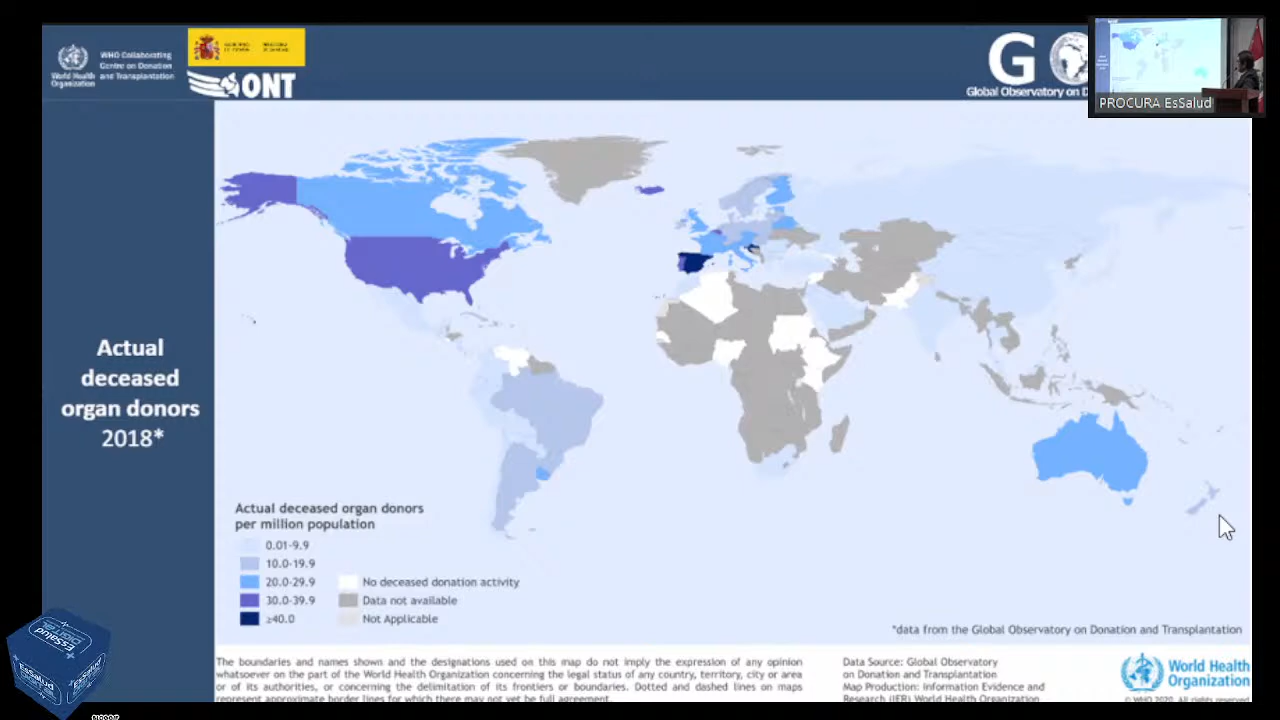 World Health
Organization
WHO Collaborating
Centre on Donation
and Transplantation
ONT
G
Global Observatory on D
PROCURA EsSalud
Actual
deceased
organ donors
2018*
Actual deceased organ donors
per million population
0.01-9.9
10.0-19.9
20.0-29.9
30.0-39.9
≥40.0
No deceased donation activity
Data not available
Not Applicable
*data from the Global Observatory on Donation and Transplantation
The boundaries and names shown and the designations used on this map do not imply the expression of any opinion
whatsoever on the part of the World Health Organization concerning the legal status of any country, territory, city or area
or of its authorities, or concerning the delimitation of its frontiers or boundaries. Dotted and dashed lines on maps
represent approximate border lines for which there may not yet be full agreement.
Data Source: Global Observatory
on Donation and Transplantation
Map Production: Information Evidence and
Research (IER) World Health Organization
World Health
Organization
© WHO 2020. All rights reserved
EsSalud
EsSalud